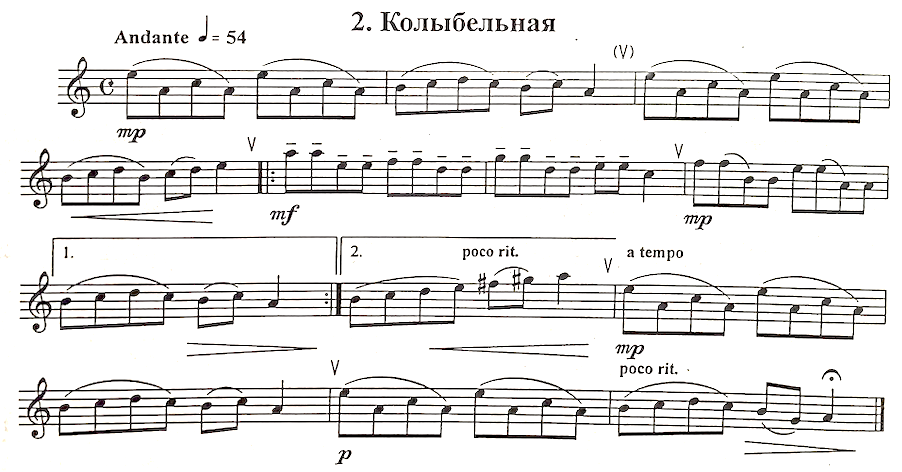 2. Колыбельная
Andante ♩ = 54
(V)
mp
V
V
mf
mp
1.
2.
poco rit.
V
a tempo
mp
V
poco rit.
p